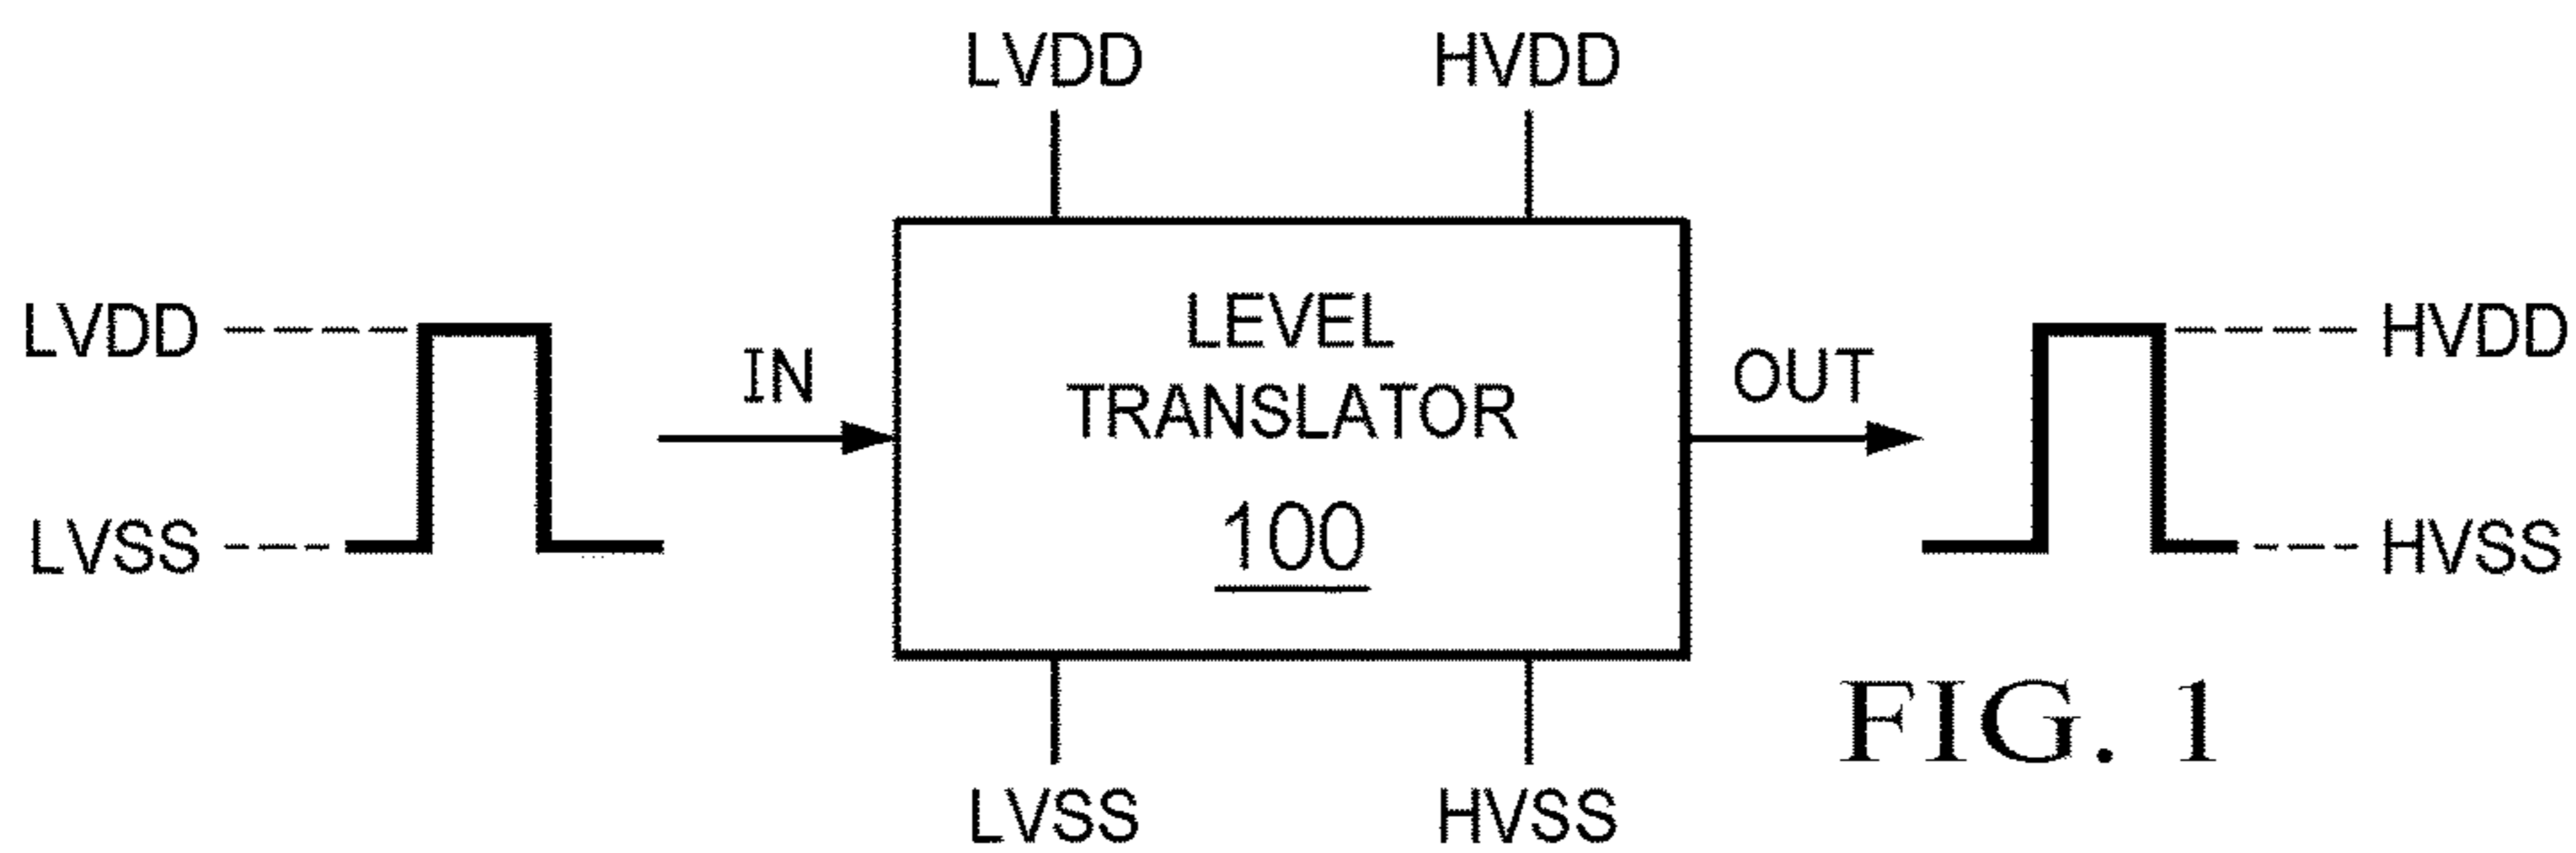 LVDD HVDD
LVDD IN LEVEL OUT HVDD
TRANSLATOR
LVSS 100 HVSS
FIG. 1
LVSS HVSS